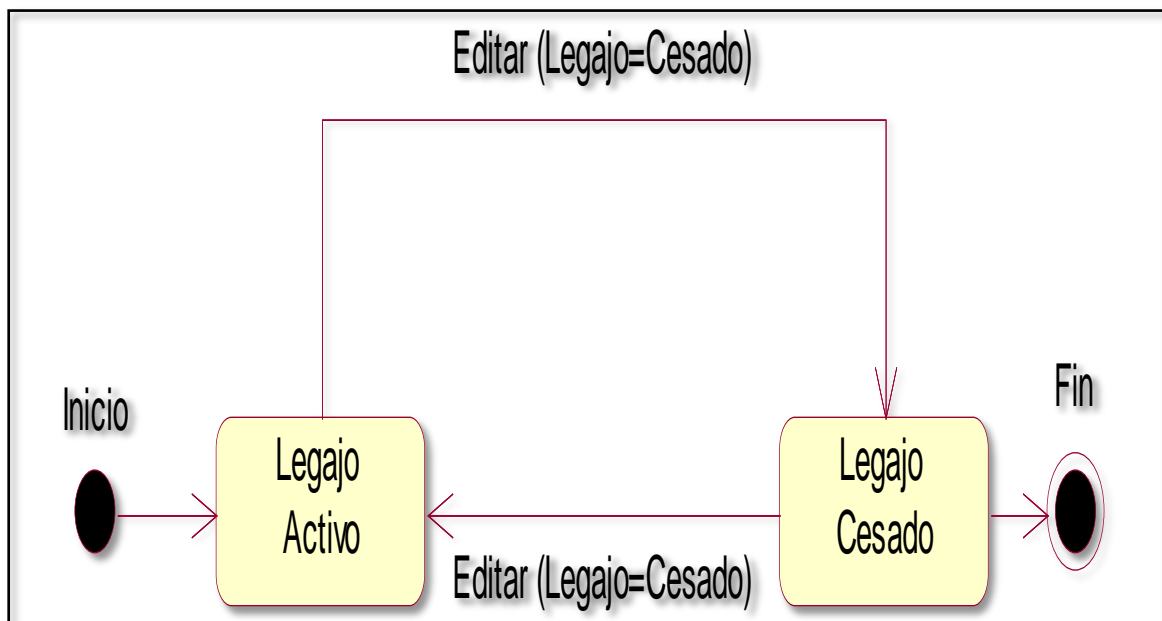 Editar (Legajo=Cesado)
Inicio
Fin
Legajo
Activo
Legajo
Cesado
Editar (Legajo=Cesado)